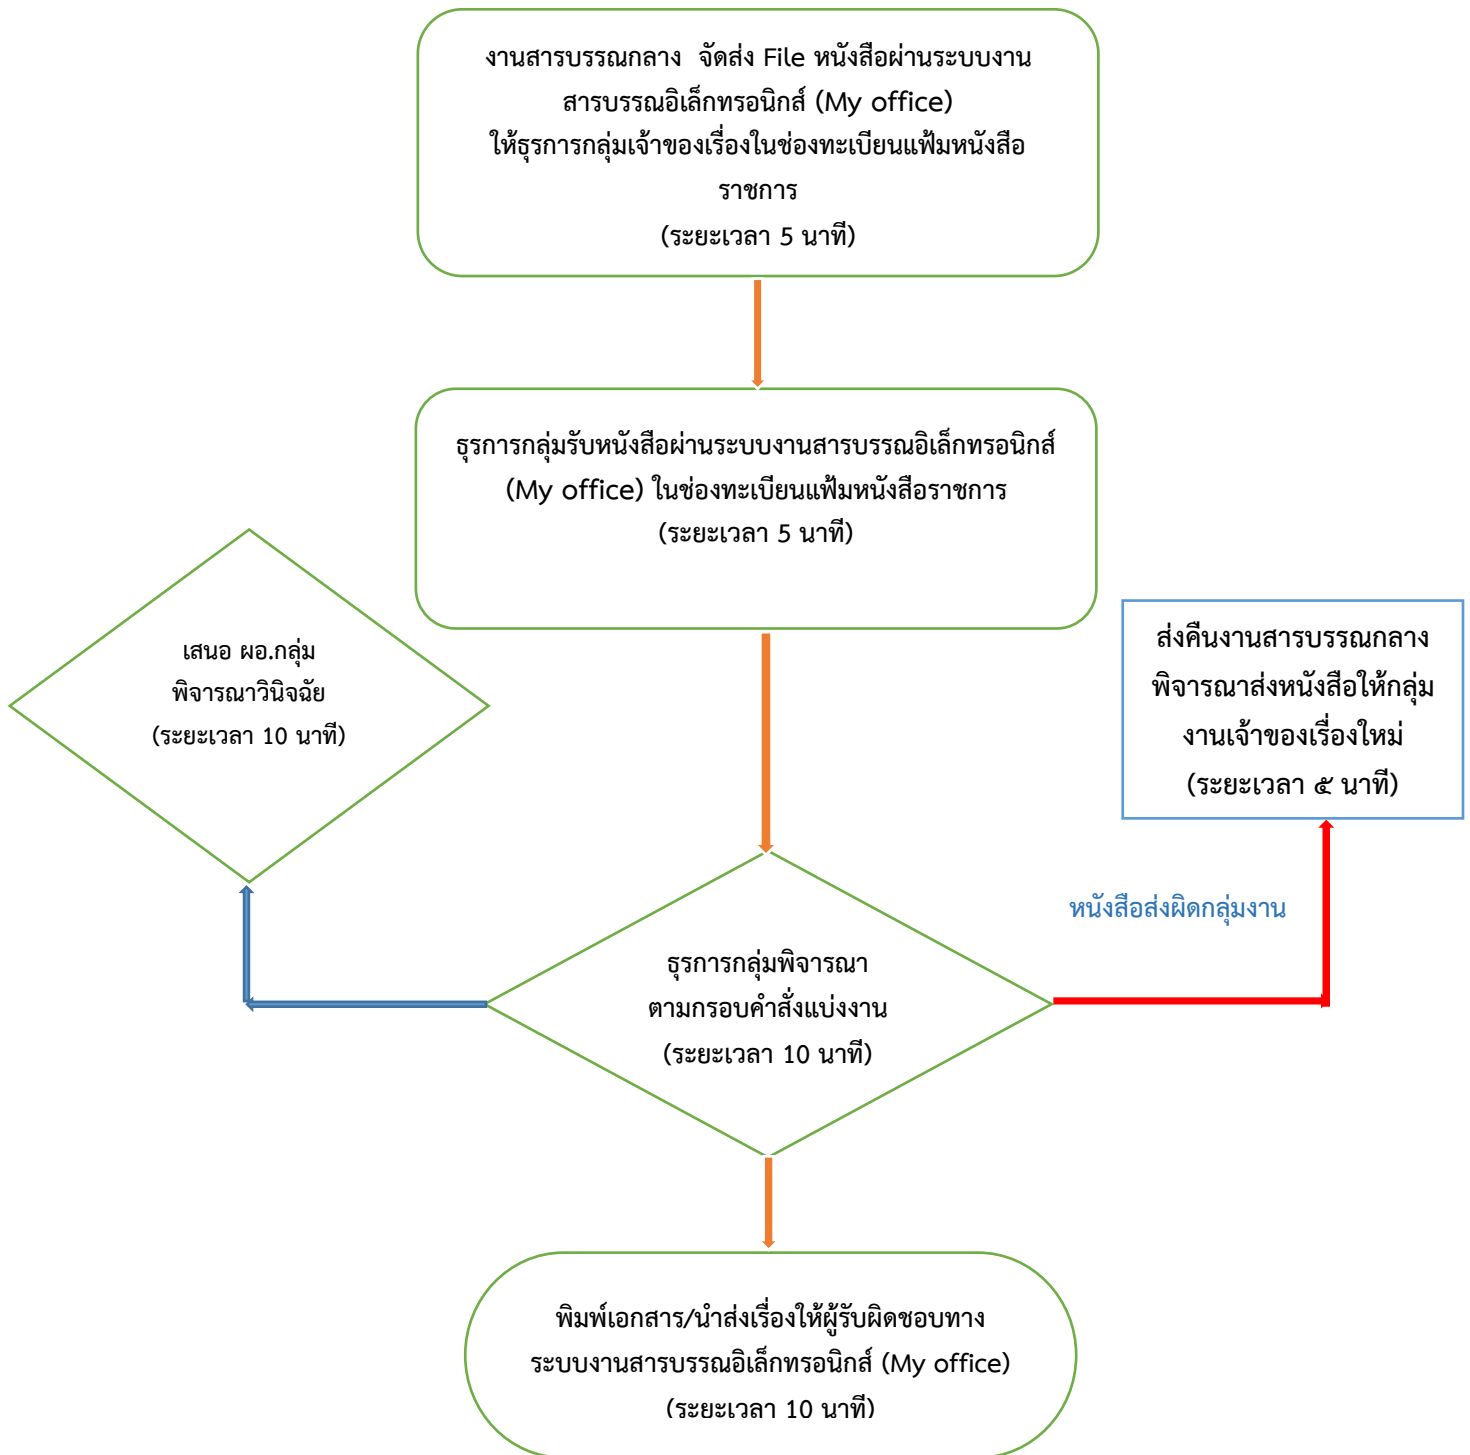 งานสารบรรณกลาง จัดส่ง File หนังสือผ่านระบบงาน
สารบรรณอิเล็กทรอนิกส์ (My office)
ให้ธุรการกลุ่มเจ้าของเรื่องในช่องทะเบียนแฟ้มหนังสือ
ราชการ
(ระยะเวลา 5 นาที)
ธุรการกลุ่มรับหนังสือผ่านระบบงานสารบรรณอิเล็กทรอนิกส์
(My office) ในช่องทะเบียนแฟ้มหนังสือราชการ
(ระยะเวลา 5 นาที)
เสนอ ผอ.กลุ่ม
พิจารณาวินิจฉัย
(ระยะเวลา 10 นาที)
ส่งคืนงานสารบรรณกลาง
พิจารณาส่งหนังสือให้กลุ่ม
งานเจ้าของเรื่องใหม่
(ระยะเวลา ๕ นาที)
หนังสือส่งผิดกลุ่มงาน
ธุรการกลุ่มพิจารณา
ตามกรอบคำสั่งแบ่งงาน
(ระยะเวลา 10 นาที)
พิมพ์เอกสาร/นำส่งเรื่องให้ผู้รับผิดชอบทาง
ระบบงานสารบรรณอิเล็กทรอนิกส์ (My office)
(ระยะเวลา 10 นาที)